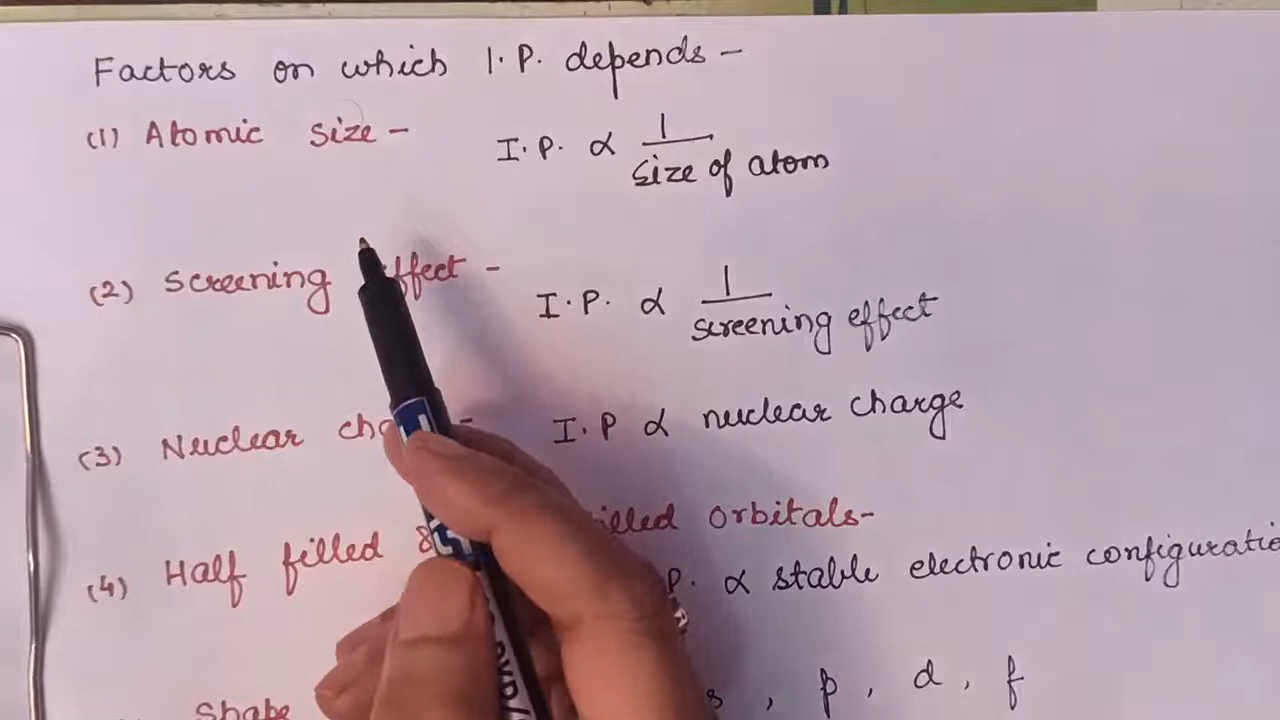 Factors on which I.P. depends -
(1) Atomic size - I.P. ∝ 1/size of atom
(2) Screening effect - I.P. ∝ 1/screening effect
(3) Nuclear - I.P ∝ nuclear charge
(4) Half filled & orbitals-
P. ∝ stable electronic
Shape s, p, d, f